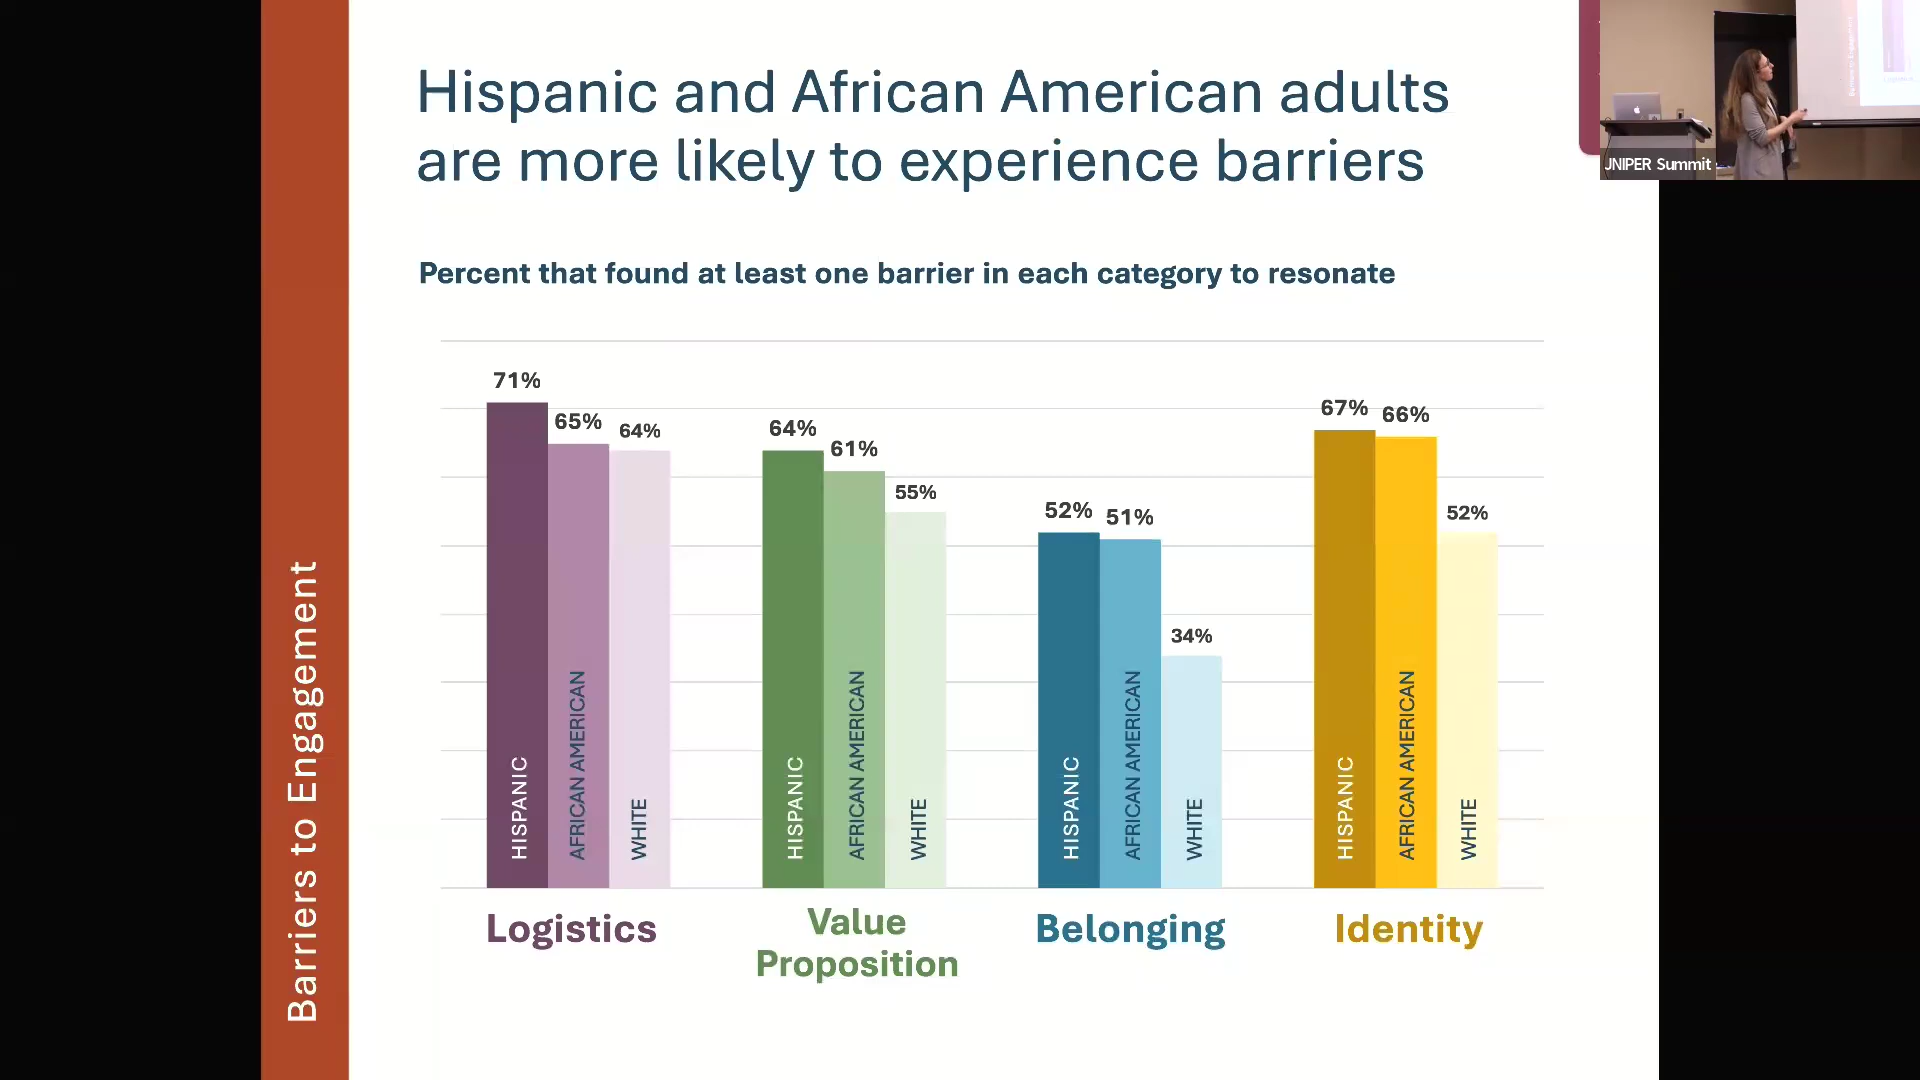 Hispanic and African American adults
are more likely to experience barriers
JNIPER Summit
Percent that found at least one barrier in each category to resonate
71%
65%
64%
64%
61%
55%
52%
51%
34%
67%
66%
52%
HISPANIC
AFRICAN AMERICAN
WHITE
HISPANIC
AFRICAN AMERICAN
WHITE
HISPANIC
AFRICAN AMERICAN
WHITE
HISPANIC
AFRICAN AMERICAN
WHITE
Logistics
Value
Proposition
Belonging
Identity
Barriers to Engagement